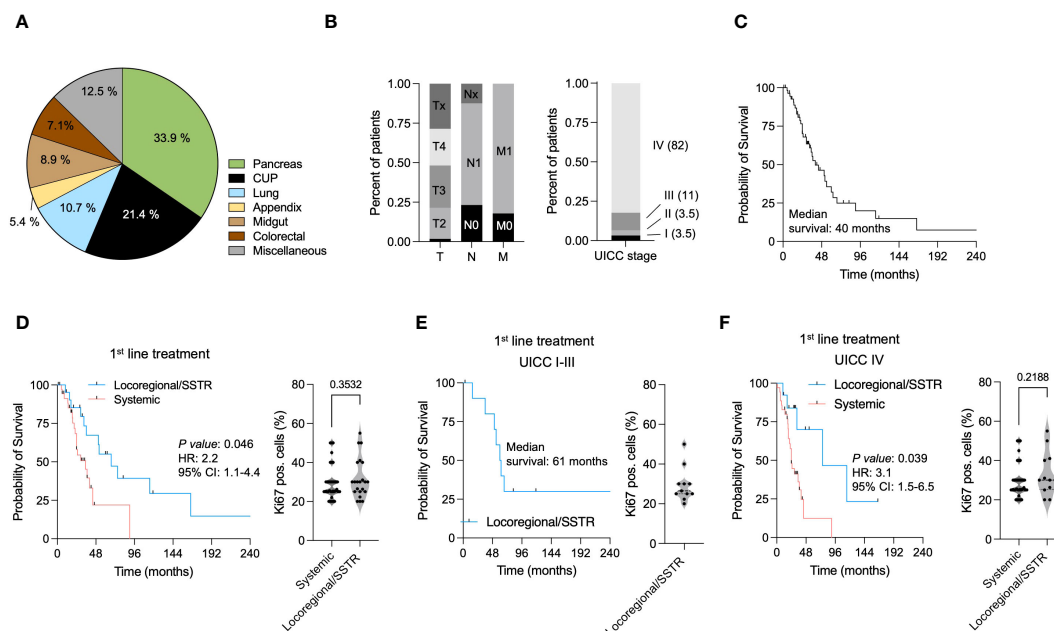 A
12.5 %
7.1%
8.9 %
5.4 %
10.7 %
21.4 %
33.9 %
Pancreas
CUP
Lung
Appendix
Midgut
Colorectal
Miscellaneous
B
Percent of patients
1.00
0.75
0.50
0.25
0.00
Tx
T4
T3
T2
Nx
N1
N0
M1
M0
T N M
Percent of patients
1.00
0.75
0.50
0.25
0.00
IV (82)
III (11)
II (3.5)
I (3.5)
UICC stage
C
Probability of Survival
100
75
50
25
0
Median
survival: 40 months
0 48 96 144 192 240
Time (months)
D
1st line treatment
Locoregional/SSTR
Systemic
Probability of Survival
100
75
50
25
0
P value: 0.046
HR: 2.2
95% CI: 1.1-4.4
0 48 96 144 192 240
Time (months)
Ki67 pos. cells (%)
80
60
40
20
0
0.3532
Systemic
Locoregional/SSTR
E
1st line treatment
UICC I-III
Probability of Survival
100
75
50
25
0
Median
survival: 61 months
Locoregional/SSTR
0 48 96 144 192 240
Time (months)
Ki67 pos. cells (%)
80
60
40
20
0
Locoregional/SSTR
F
1st line treatment
UICC IV
Locoregional/SSTR
Systemic
Probability of Survival
100
75
50
25
0
P value: 0.039
HR: 3.1
95% CI: 1.5-6.5
0 48 96 144 192 240
Time (months)
Ki67 pos. cells (%)
80
60
40
20
0
0.2188
Systemic
Locoregional/SSTR